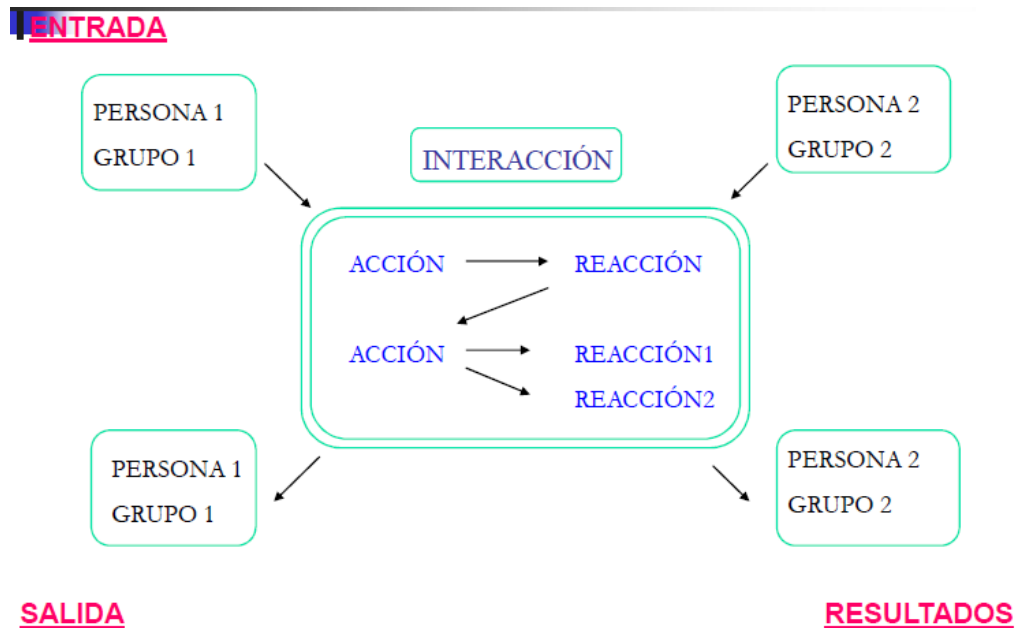 ENTRADA
PERSONA 1
GRUPO 1
PERSONA 2
GRUPO 2
INTERACCIÓN
ACCIÓN REACCIÓN
ACCIÓN REACCIÓN1
REACCIÓN2
PERSONA 1
GRUPO 1
PERSONA 2
GRUPO 2
SALIDA RESULTADOS